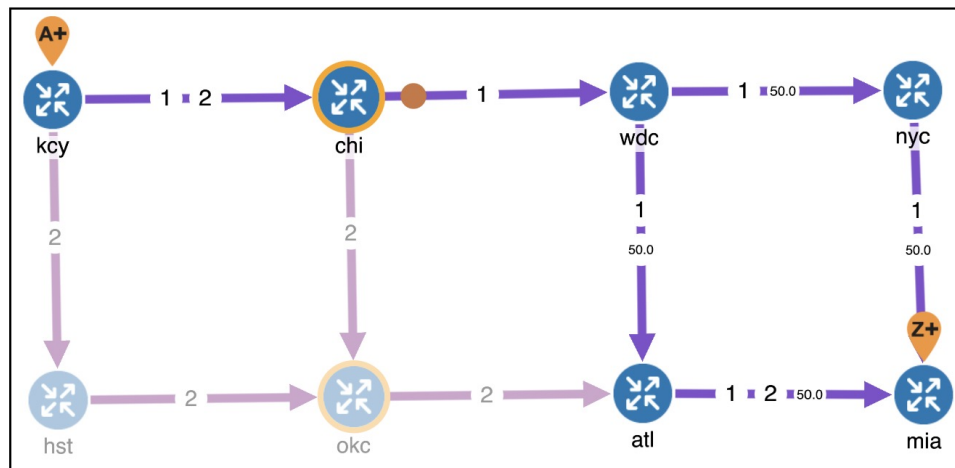 A+
1 2
1
1 50.0
kcy
chi
wdc
nyc
2
2
1
50.0
1
50.0
Z+
2
2
1 2 50.0
hst
okc
atl
mia